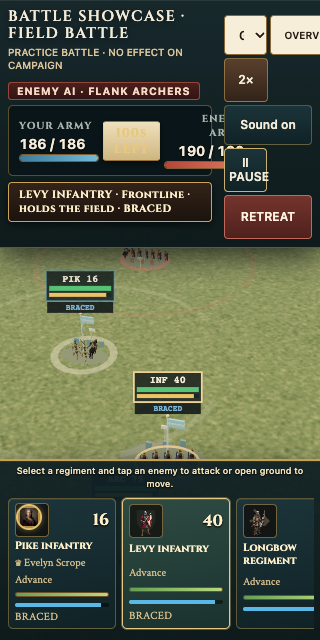 BATTLE SHOWCASE ·
FIELD BATTLE
PRACTICE BATTLE · NO EFFECT ON
CAMPAIGN
ENEMY AI · FLANK ARCHERS
YOUR ARMY
186 / 186
100s
ENEMY
190 /
LEVY INFANTRY · FRONTLINE ·
HOLDS THE FIELD · BRACED
OVERV
2×
Sound on
II
PAUSE
RETREAT
PIK 16
BRACED
INF 40
BRACED
Select a regiment and tap an enemy to attack or open ground to
move.
16
PIKE INFANTRY
♛ Evelyn Scrope
Advance
BRACED
40
LEVY INFANTRY
Advance
BRACED
LONGBOW
REGIMENT
Advance